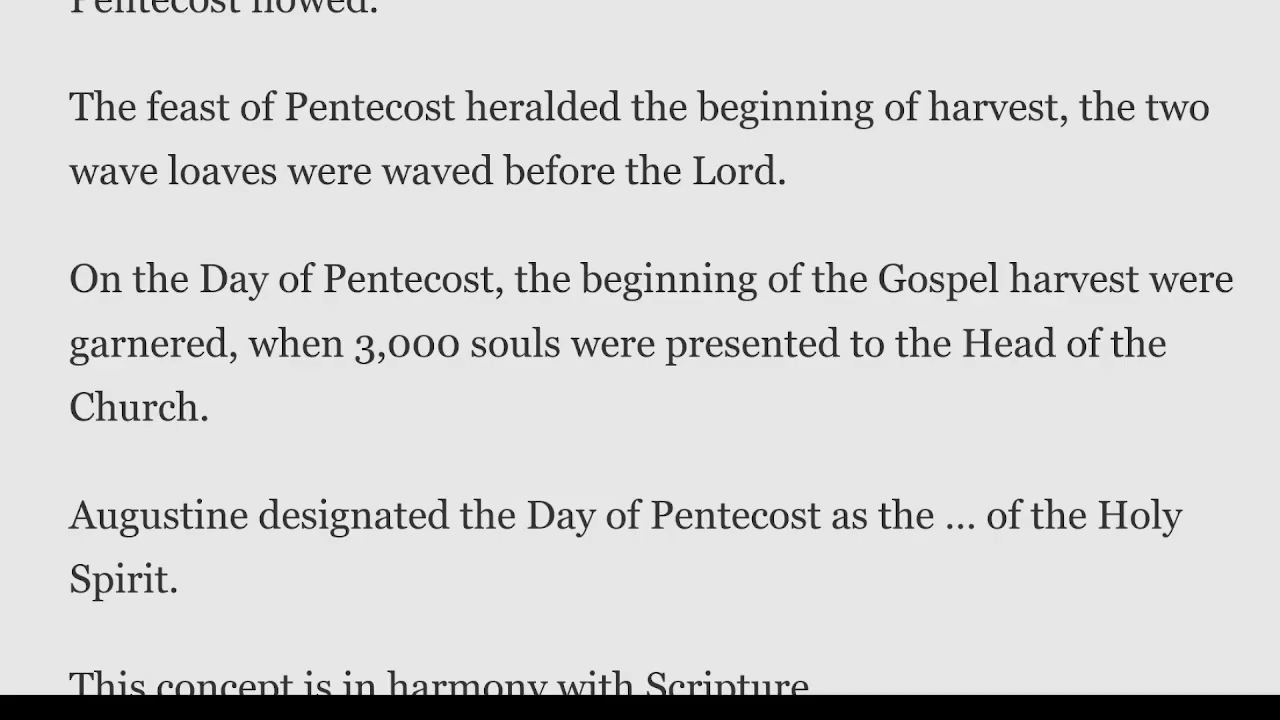 Pentecost
The feast of Pentecost heralded the beginning of harvest, the two
wave loaves were waved before the Lord.
On the Day of Pentecost, the beginning of the Gospel harvest were
garnered, when 3,000 souls were presented to the Head of the
Church.
Augustine designated the Day of Pentecost as the ... of the Holy
Spirit.
This concept is in harmony with Scripture